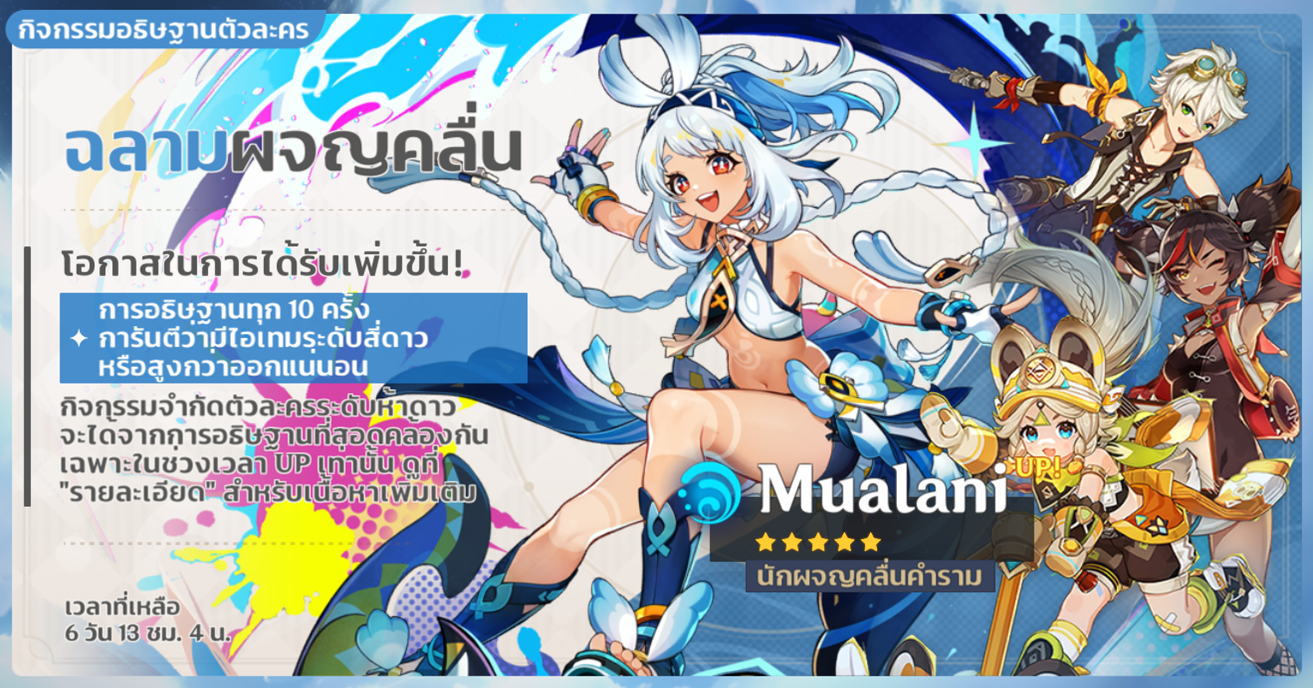 กิจกรรมอธิษฐานตัวละคร
ฉลามผจญคลื่น
โอกาสในการได้รับเพิ่มขึ้น!
การอธิษฐานทุก 10 ครั้ง
การันตีว่ามีไอเทมระดับสี่ดาว
หรือสูงกว่าออกแน่นอน
กิจกรรมจำกัดตัวละครระดับห้าดาว
จะได้จากการอธิษฐานที่สอดคล้องกัน
เฉพาะในช่วงเวลา UP เท่านั้น ดูที่
"รายละเอียด" สำหรับเนื้อหาเพิ่มเติม
เวลาที่เหลือ
6 วัน 13 ชม. 4 น.
Mualani UP!
นักผจญคลื่นคำราม